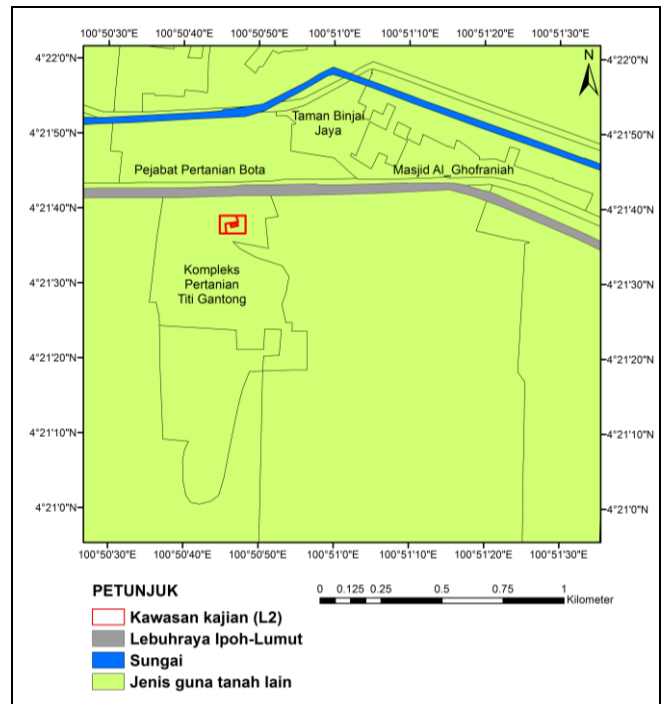 100°50'30"E 100°50'40"E 100°50'50"E 100°51'0"E 100°51'10"E 100°51'20"E 100°51'30"E
4°22'0"N 4°22'0"N
N
Taman Binjai
Jaya
4°21'50"N 4°21'50"N
Pejabat Pertanian Bota Masjid Al_Ghofraniah
4°21'40"N 4°21'40"N
Kompleks
Pertanian
Titi Gantong
4°21'30"N 4°21'30"N
4°21'20"N 4°21'20"N
4°21'10"N 4°21'10"N
4°21'0"N 4°21'0"N
100°50'30"E 100°50'40"E 100°50'50"E 100°51'0"E 100°51'10"E 100°51'20"E 100°51'30"E
PETUNJUK
0 0.125 0.25 0.5 0.75 1
Kilometer
Kawasan kajian (L2)
Lebuhraya Ipoh-Lumut
Sungai
Jenis guna tanah lain